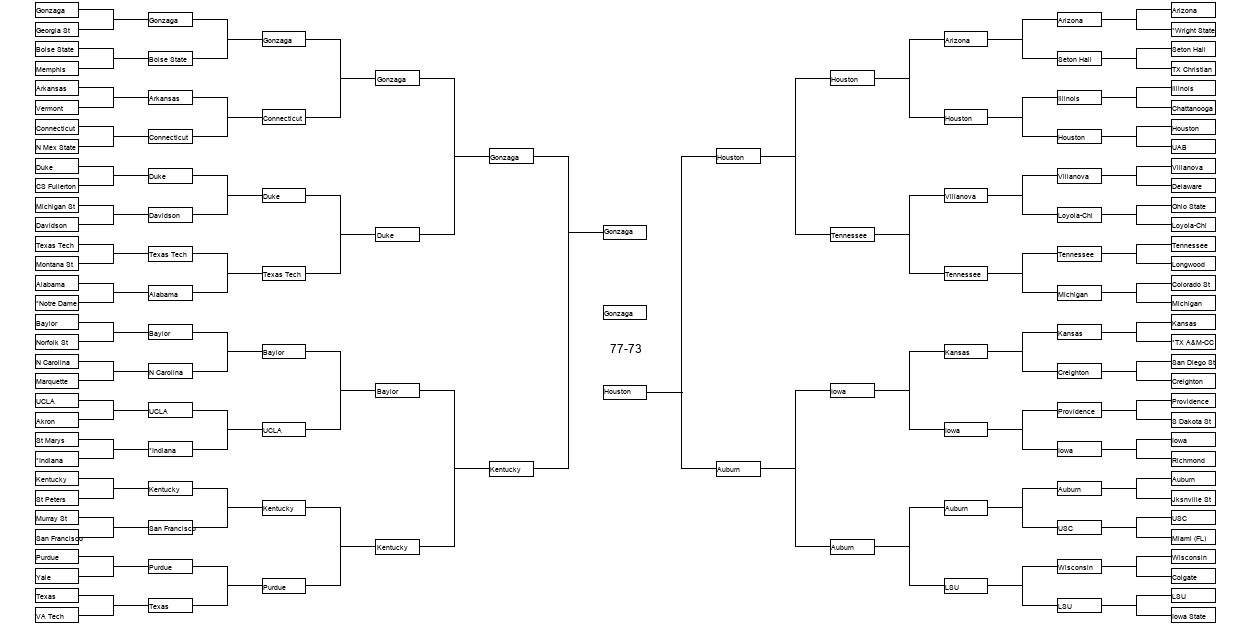 Gonzaga
Georgia St
Boise State
Memphis
Arkansas
Vermont
Connecticut
N Mex State
Duke
CS Fullerton
Michigan St
Davidson
Texas Tech
Montana St
Alabama
*Notre Dame
Baylor
Norfolk St
N Carolina
Marquette
UCLA
Akron
St Marys
*Indiana
Kentucky
St Peters
Murray St
San Francisco
Purdue
Yale
Texas
VA Tech
Gonzaga
Boise State
Arkansas
Connecticut
Duke
Davidson
Texas Tech
Alabama
Baylor
N Carolina
UCLA
*Indiana
Kentucky
San Francisco
Purdue
Texas
Gonzaga
Connecticut
Duke
Texas Tech
Baylor
UCLA
Kentucky
Purdue
Gonzaga
Duke
Baylor
Kentucky
Gonzaga
Kentucky
Gonzaga
Gonzaga
77-73
Houston
Houston
Auburn
Houston
Tennessee
Iowa
Auburn
Arizona
Houston
Villanova
Tennessee
Kansas
Iowa
Auburn
LSU
Arizona
Seton Hall
Illinois
Houston
Villanova
Loyola-Chi
Tennessee
Michigan
Kansas
Creighton
Providence
Iowa
Auburn
USC
Wisconsin
LSU
Arizona
*Wright State
Seton Hall
TX Christian
Illinois
Chattanooga
Houston
UAB
Villanova
Delaware
Ohio State
Loyola-Chi
Tennessee
Longwood
Colorado St
Michigan
Kansas
*TX A&M-CC
San Diego St
Creighton
Providence
S Dakota St
Iowa
Richmond
Auburn
Jksnville St
USC
Miami (FL)
Wisconsin
Colgate
LSU
Iowa State